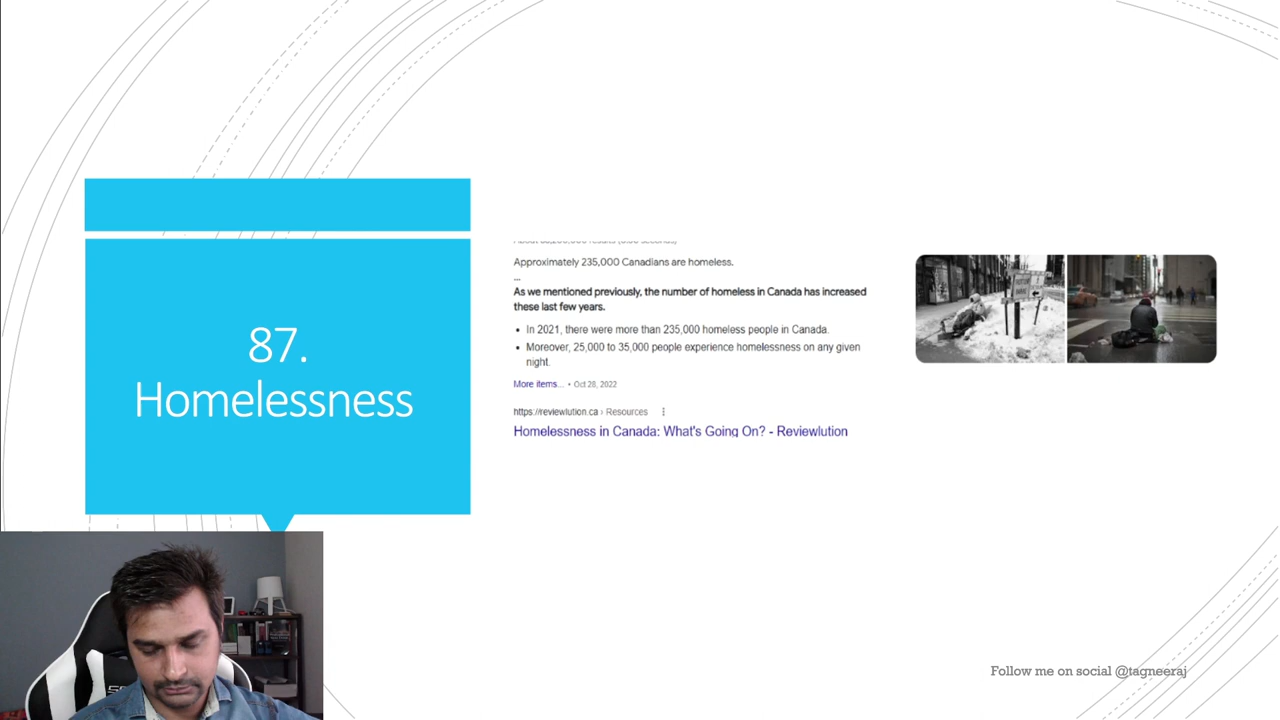 87.
Homelessness
Approximately 235,000 Canadians are homeless.
...
As we mentioned previously, the number of homeless in Canada has increased
these last few years.
• In 2021, there were more than 235,000 homeless people in Canada.
• Moreover, 25,000 to 35,000 people experience homelessness on any given
night.
More items... • Oct 28, 2022
https://reviewlution.ca › Resources
Homelessness in Canada: What's Going On? - Reviewlution
Follow me on social @tagneeraj